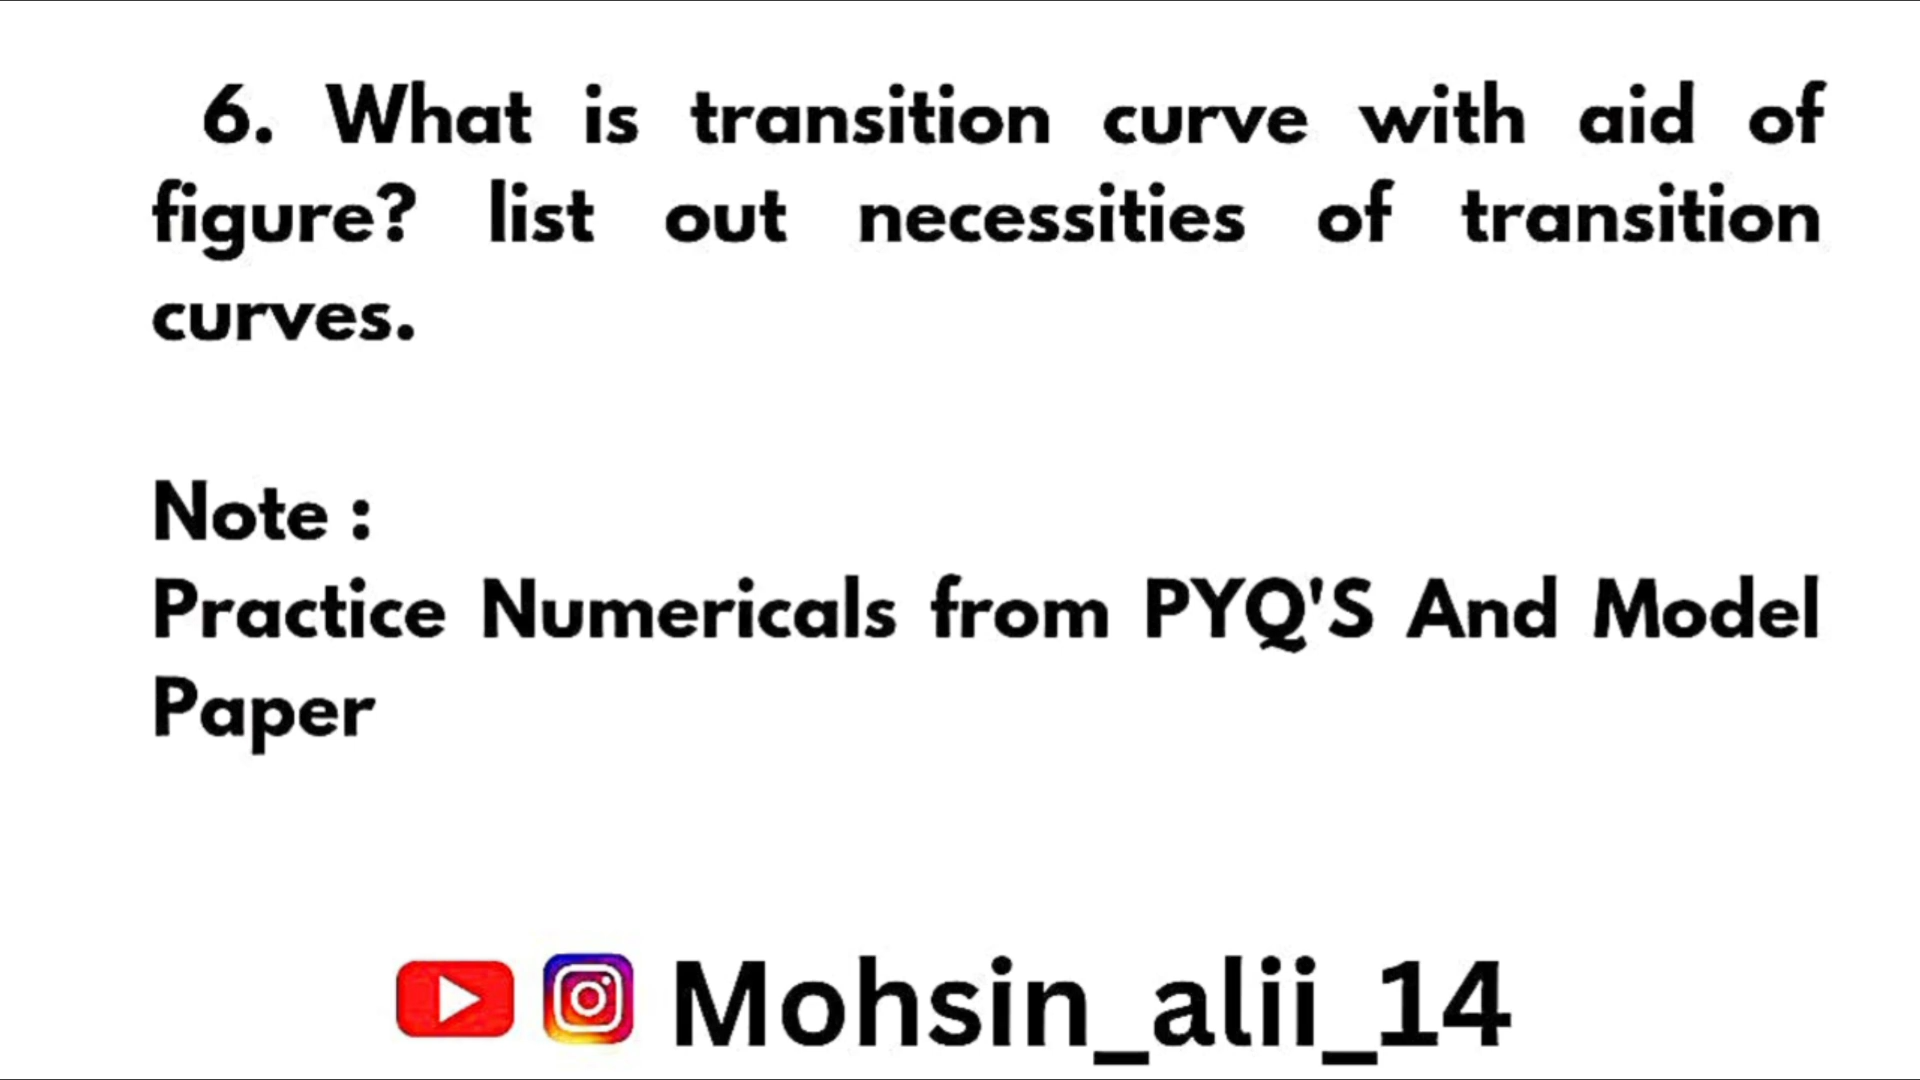 6. What is transition curve with aid of
figure? list out necessities of transition
curves.
Note :
Practice Numericals from PYQ'S And Model
Paper
Mohsin_alii_14